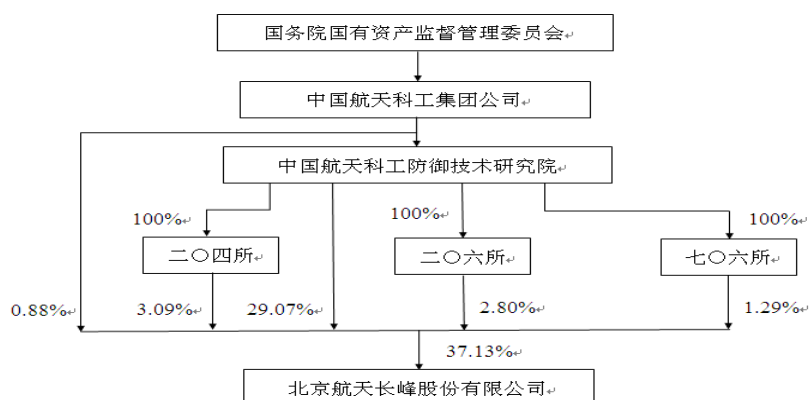 国务院国有资产监督管理委员会
中国航天科工集团公司
中国航天科工防御技术研究院
100%
100%
100%
二〇四所
二〇六所
七〇六所
0.88%
3.09%
29.07%
2.80%
1.29%
37.13%
北京航天长峰股份有限公司